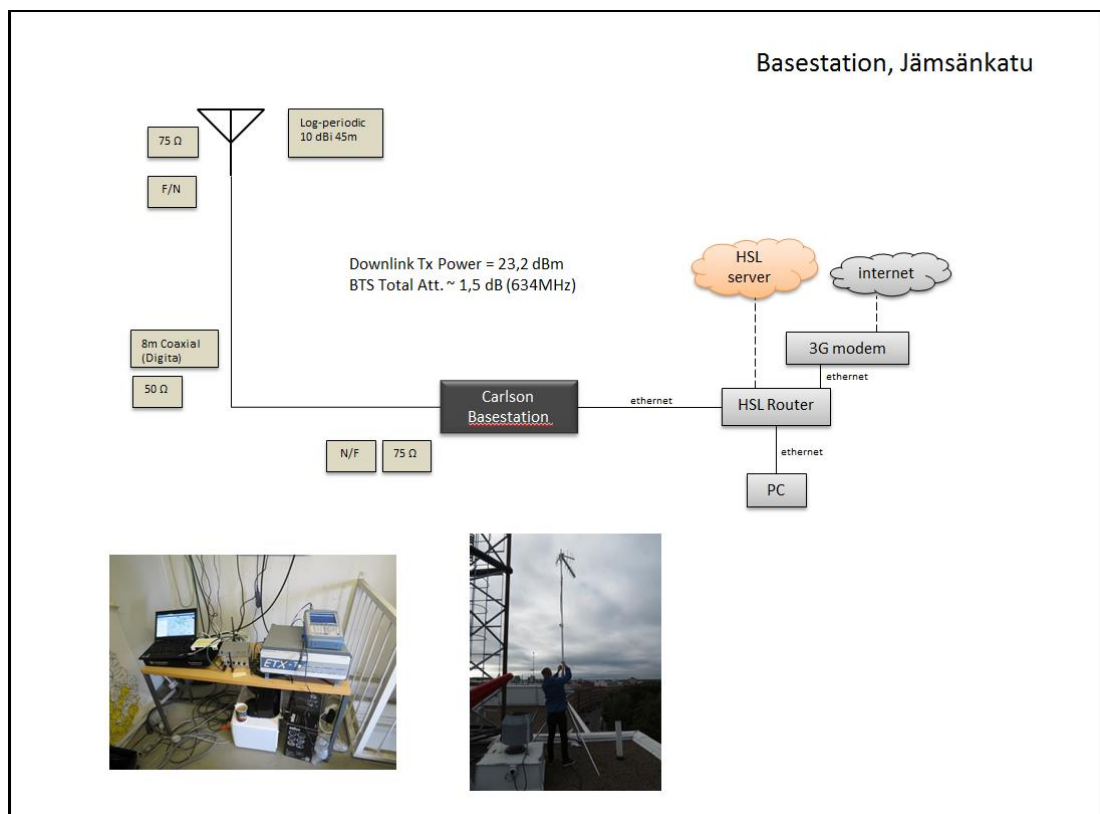 Basestation, Jämsänkatu
Log-periodic
10 dBi 45m
75 Ω
F/N
Downlink Tx Power = 23,2 dBm
BTS Total Att. ~ 1,5 dB (634MHz)
HSL
server
internet
8m Coaxial
(Digita)
50 Ω
3G modem
ethernet
Carlson
Basestation
ethernet
HSL Router
ethernet
N/F
75 Ω
PC